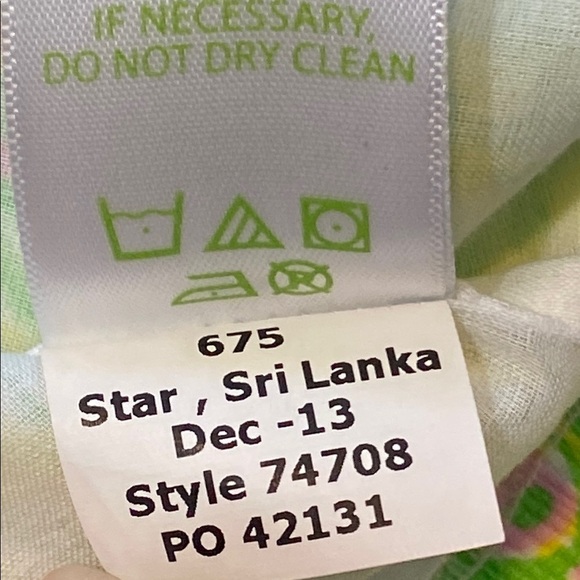 IF NECESSARY,
DO NOT DRY CLEAN
675
Star , Sri Lanka
Dec -13
Style 74708
PO 42131